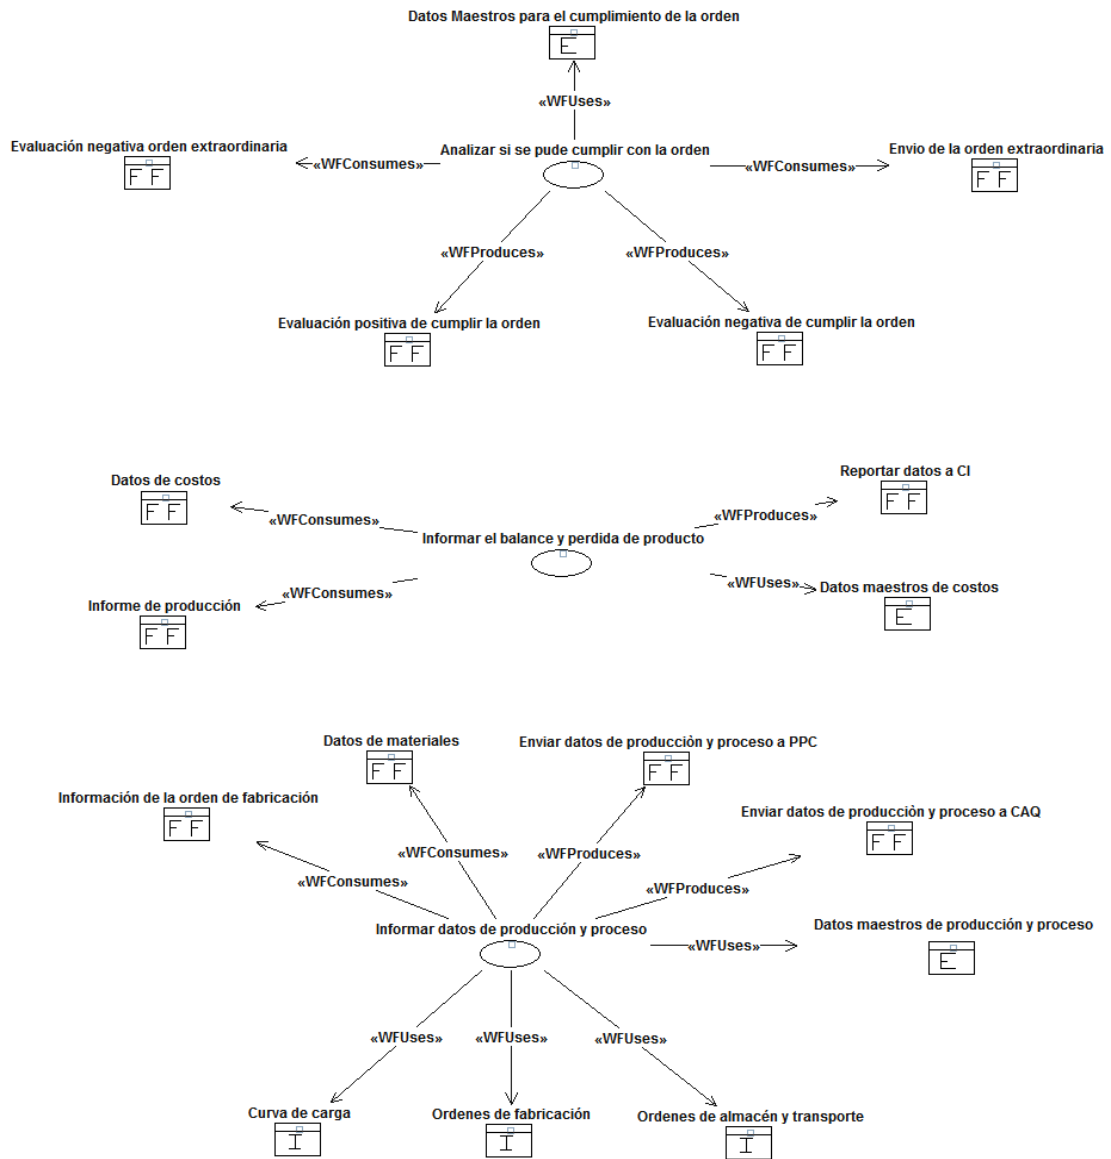 Datos Maestros para el cumplimiento de la orden
E
«WFUses»
Evaluación negativa orden extraordinaria
F F
«WFConsumes»
Analizar si se pude cumplir con la orden
«WFConsumes»
Envio de la orden extraordinaria
F F
«WFProduces»
«WFProduces»
Evaluación positiva de cumplir la orden
F F
Evaluación negativa de cumplir la orden
F F
Datos de costos
F F
«WFConsumes»
Reportar datos a CI
F F
«WFProduces»
Informar el balance y perdida de producto
«WFConsumes»
Informe de producción
F F
«WFUses»
Datos maestros de costos
E
Datos de materiales
F F
Enviar datos de producciòn y proceso a PPC
F F
Información de la orden de fabricación
F F
Enviar datos de producciòn y proceso a CAQ
F F
«WFConsumes»
«WFProduces»
«WFConsumes»
«WFProduces»
Informar datos de producción y proceso
«WFUses»
Datos maestros de producción y proceso
E
«WFUses»
«WFUses»
«WFUses»
Curva de carga
I
Ordenes de fabricación
I
Ordenes de almacén y transporte
I